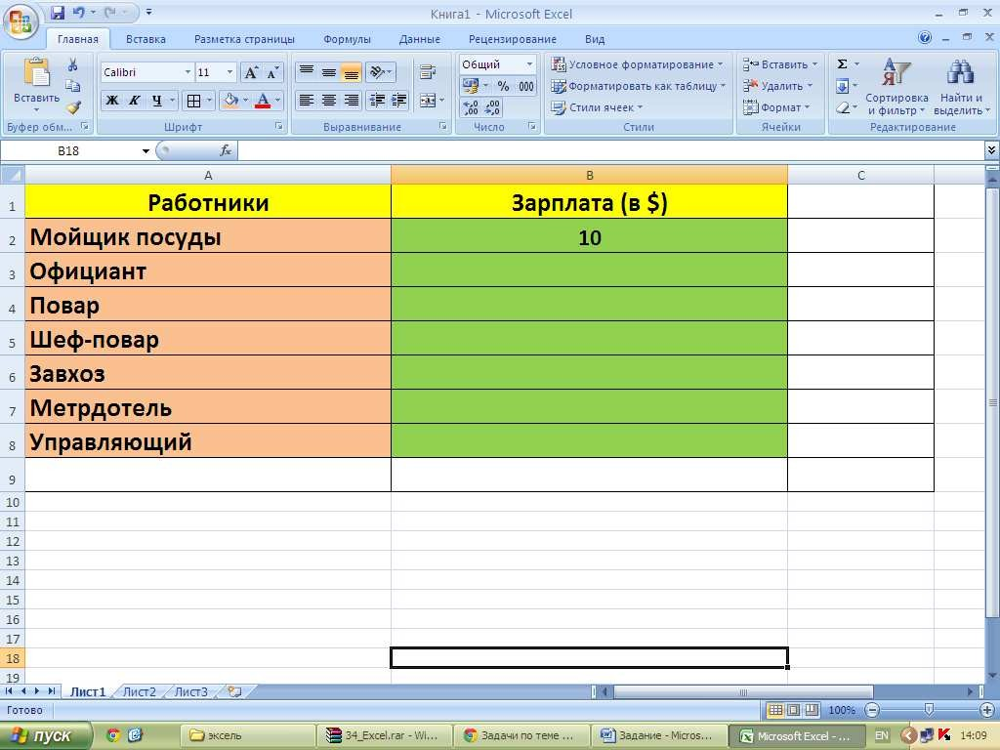 Книга1 - Microsoft Excel
Главная Вставка Разметка страницы Формулы Данные Рецензирование Вид
Вставить
Буфер обм...
Calibri 11
Ж К Ч
Шрифт
Выравнивание
Общий
% 000
Число
Условное форматирование
Форматировать как таблицу
Стили ячеек
Стили
Вставить
Удалить
Формат
Ячейки
Σ
Сортировка и фильтр
Найти и выделить
Редактирование
B18 fx
A B C
1 Работники Зарплата (в $)
2 Мойщик посуды 10
3 Официант
4 Повар
5 Шеф-повар
6 Завхоз
7 Метрдотель
8 Управляющий
9
10
11
12
13
14
15
16
17
18
19
Лист1 Лист2 Лист3
Готово 100%
пуск эксель 34_Excel.rar - Wi... Задачи по теме ... Задание - Micros... Microsoft Excel - ... EN 14:09